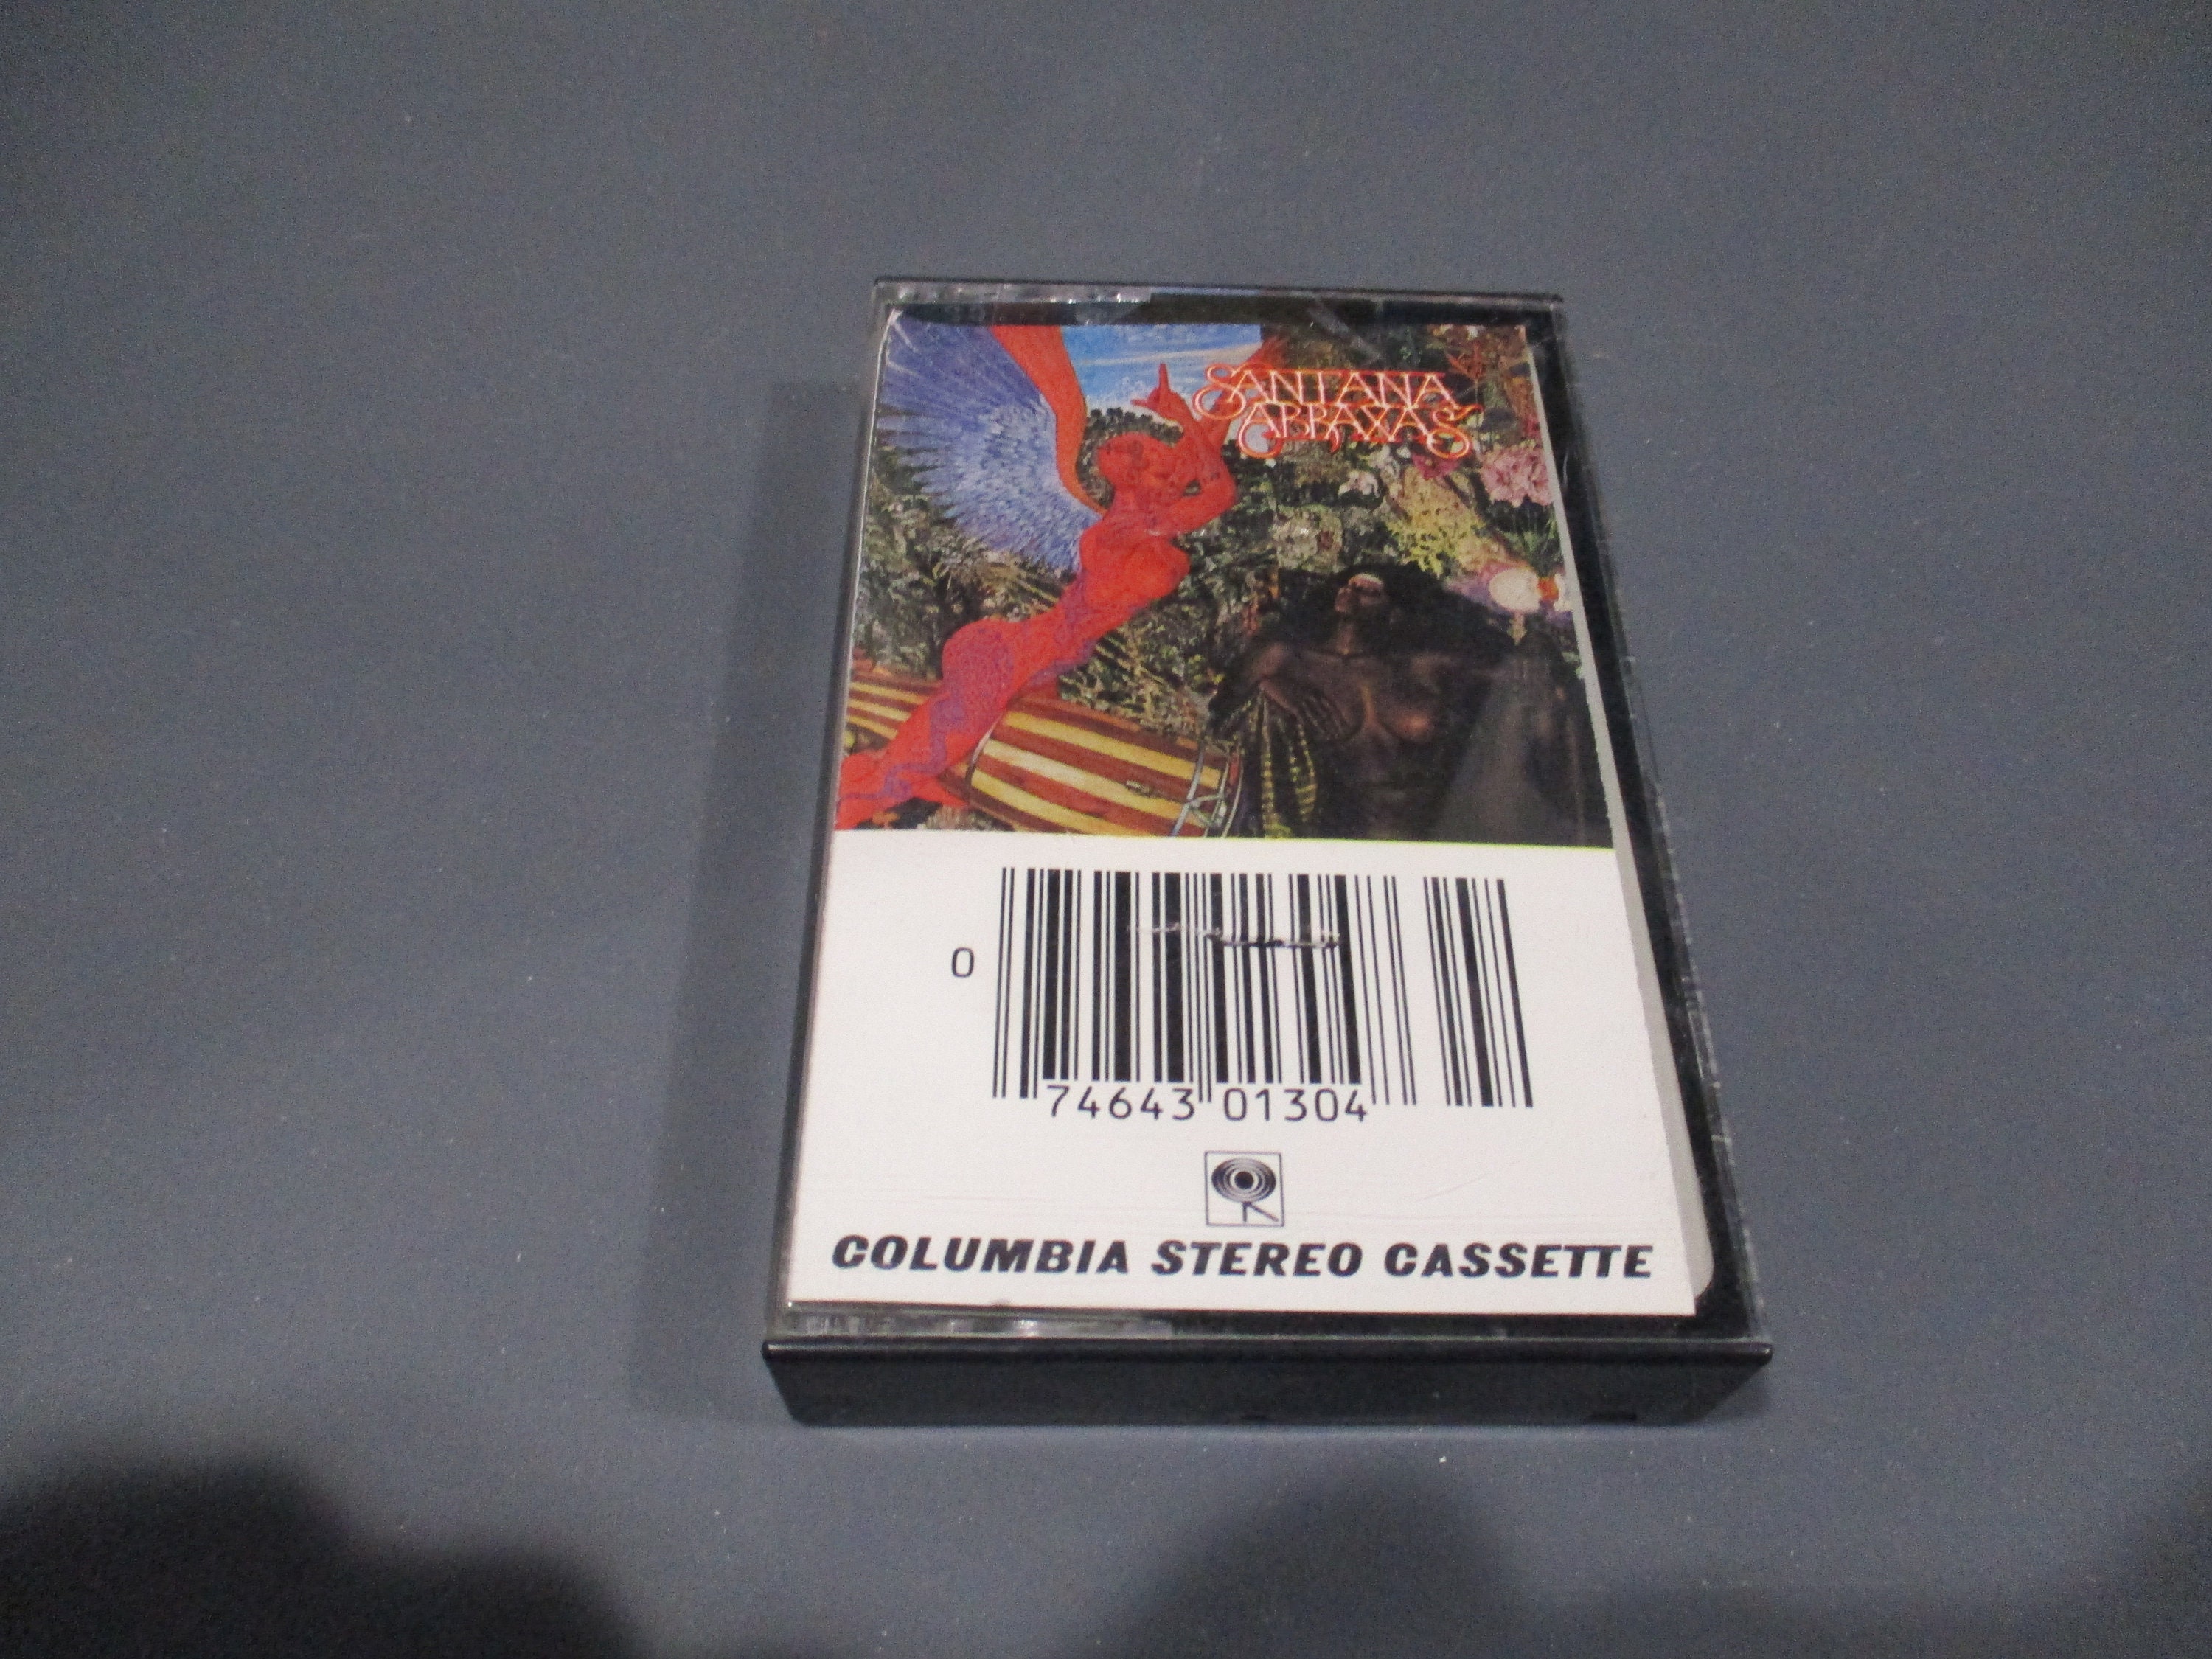 SANTANA
ABRAXAS
0
74643 01304
COLUMBIA STEREO CASSETTE